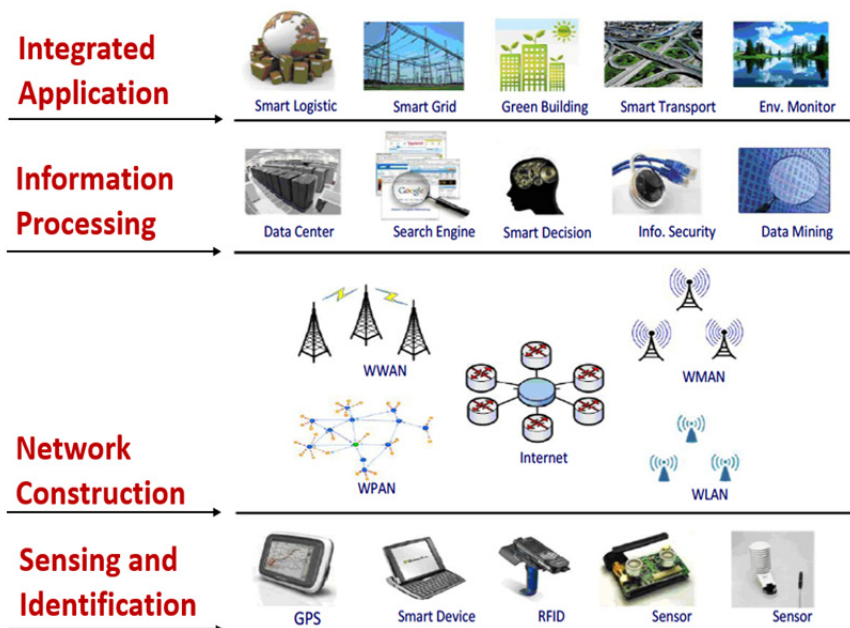 Integrated
Application
Smart Logistic Smart Grid Green Building Smart Transport Env. Monitor
Information
Processing
Google
Data Center Search Engine Smart Decision Info. Security Data Mining
WWAN
WMAN
Internet
WPAN
WLAN
Network
Construction
Sensing and
Identification
GPS Smart Device RFID Sensor Sensor